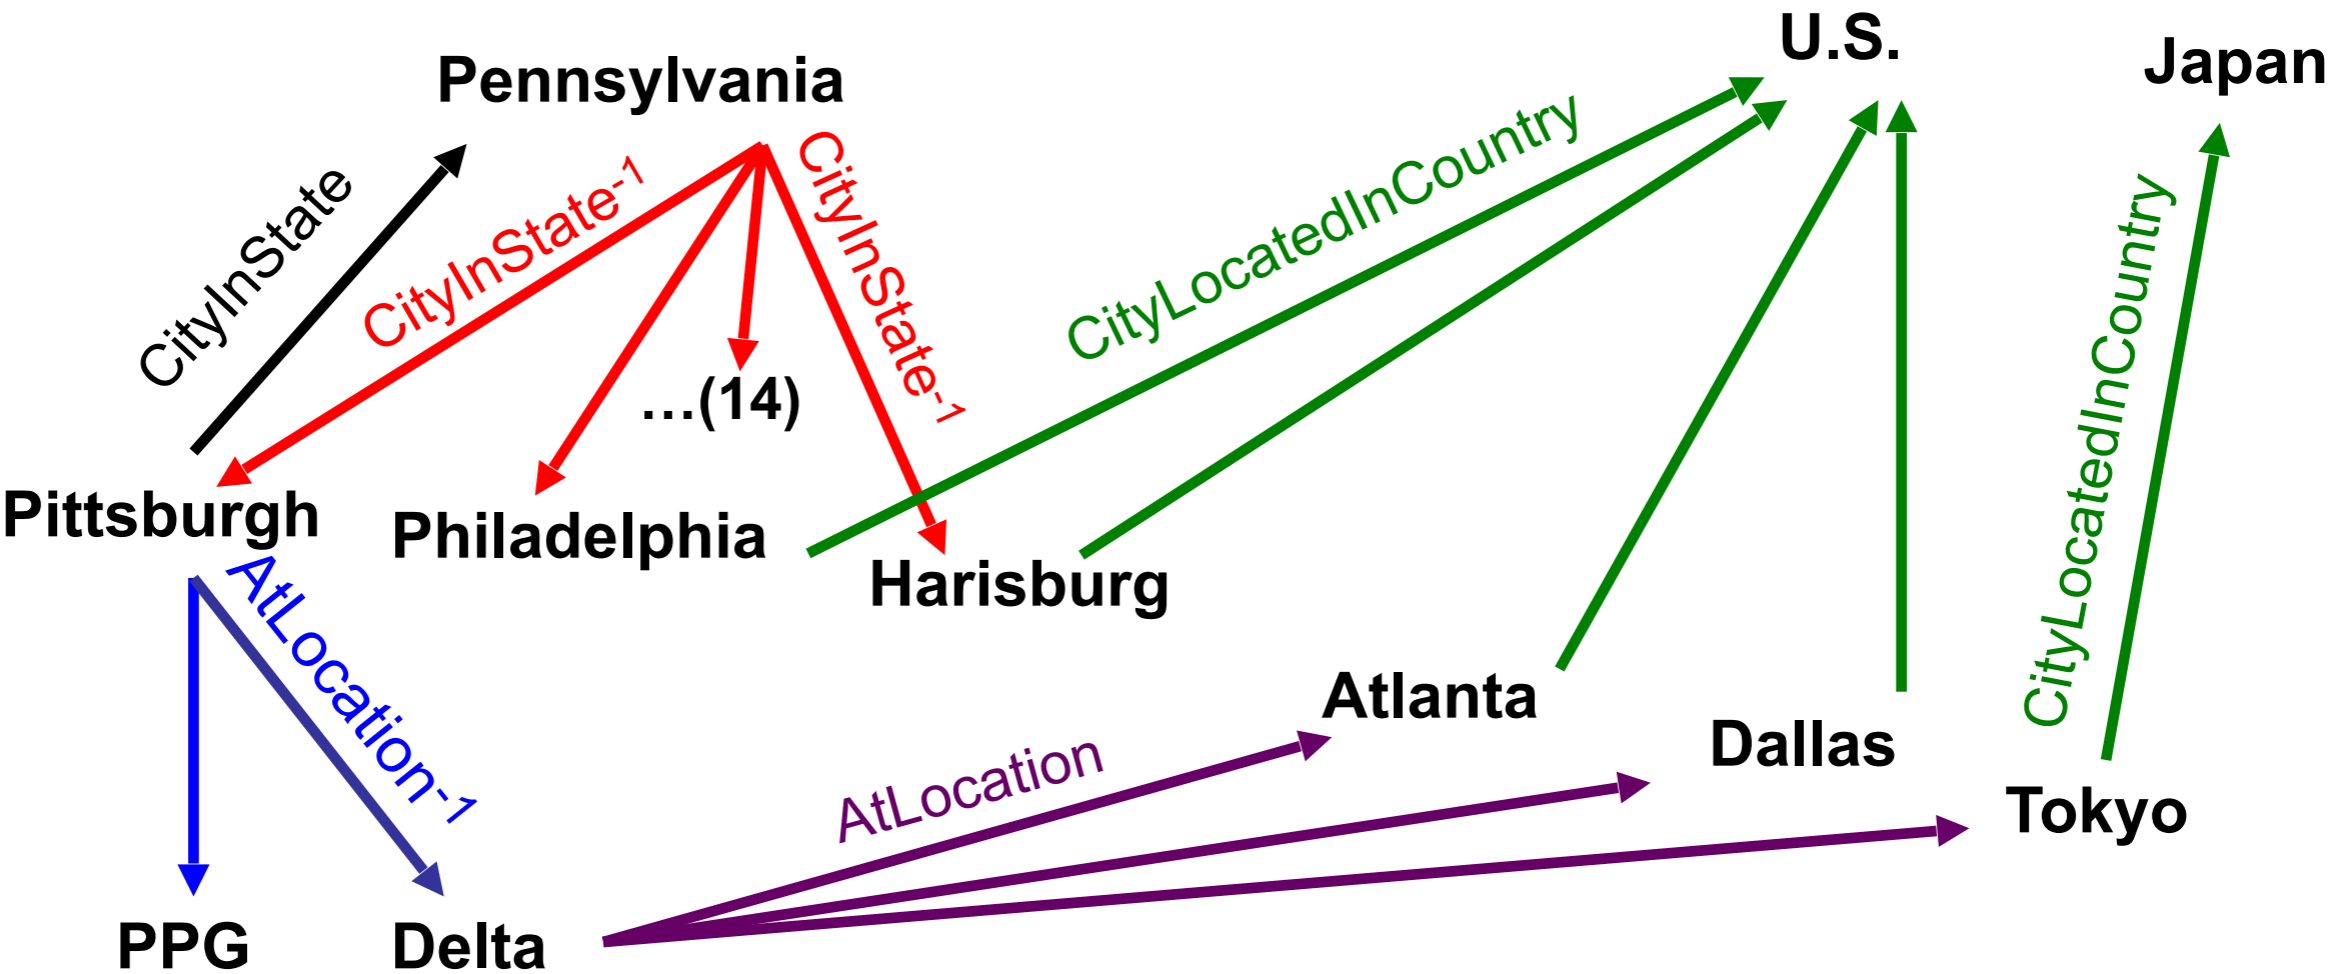 U.S.
Japan
Pennsylvania
CityInState
CityInState-1
CityInState-1
CityLocatedInCountry
CityLocatedInCountry
…(14)
Pittsburgh
Philadelphia
Harisburg
AtLocation-1
Atlanta
Dallas
AtLocation
Tokyo
PPG
Delta